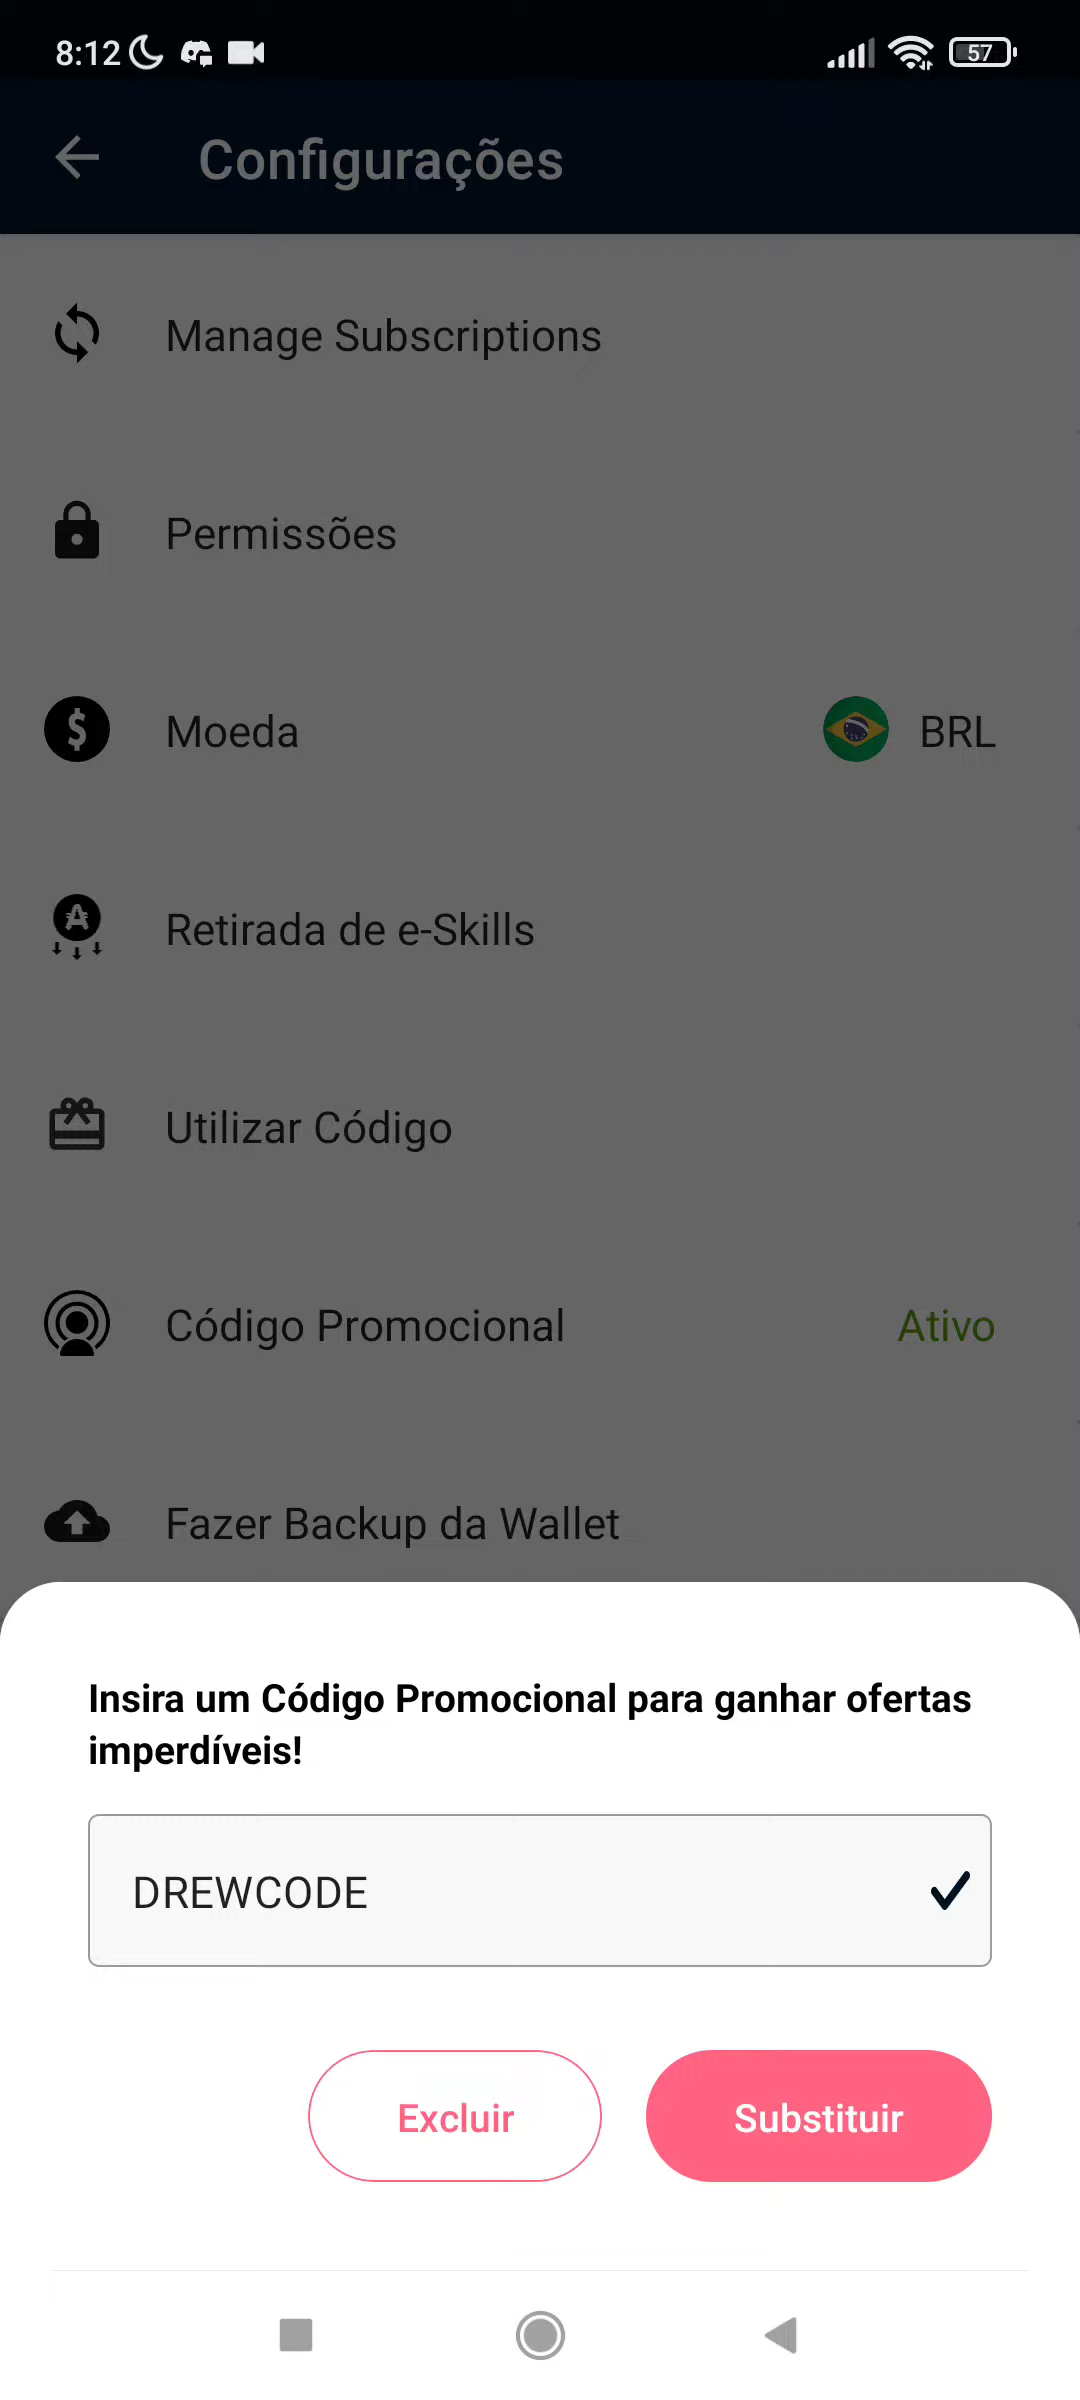 8:12
57
Configurações
Manage Subscriptions
Permissões
Moeda
BRL
Retirada de e-Skills
Utilizar Código
Código Promocional
Ativo
Fazer Backup da Wallet
Insira um Código Promocional para ganhar ofertas
imperdíveis!
DREWCODE
Excluir
Substituir